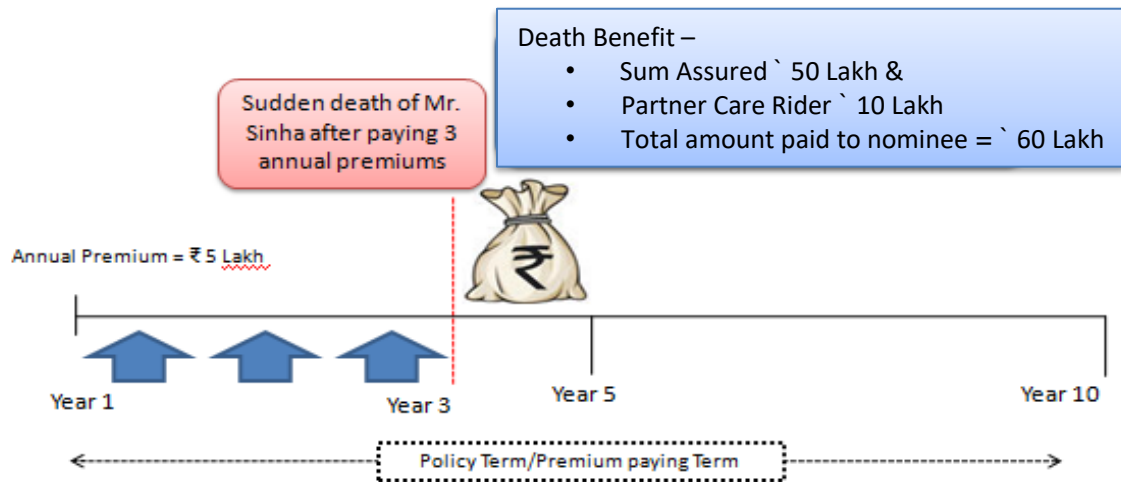 Death Benefit –
• Sum Assured ` 50 Lakh &
• Partner Care Rider ` 10 Lakh
• Total amount paid to nominee = ` 60 Lakh
Sudden death of Mr.
Sinha after paying 3
annual premiums
₹
Annual Premium = ₹ 5 Lakh
Year 1
Year 3
Year 5
Year 10
Policy Term/Premium paying Term